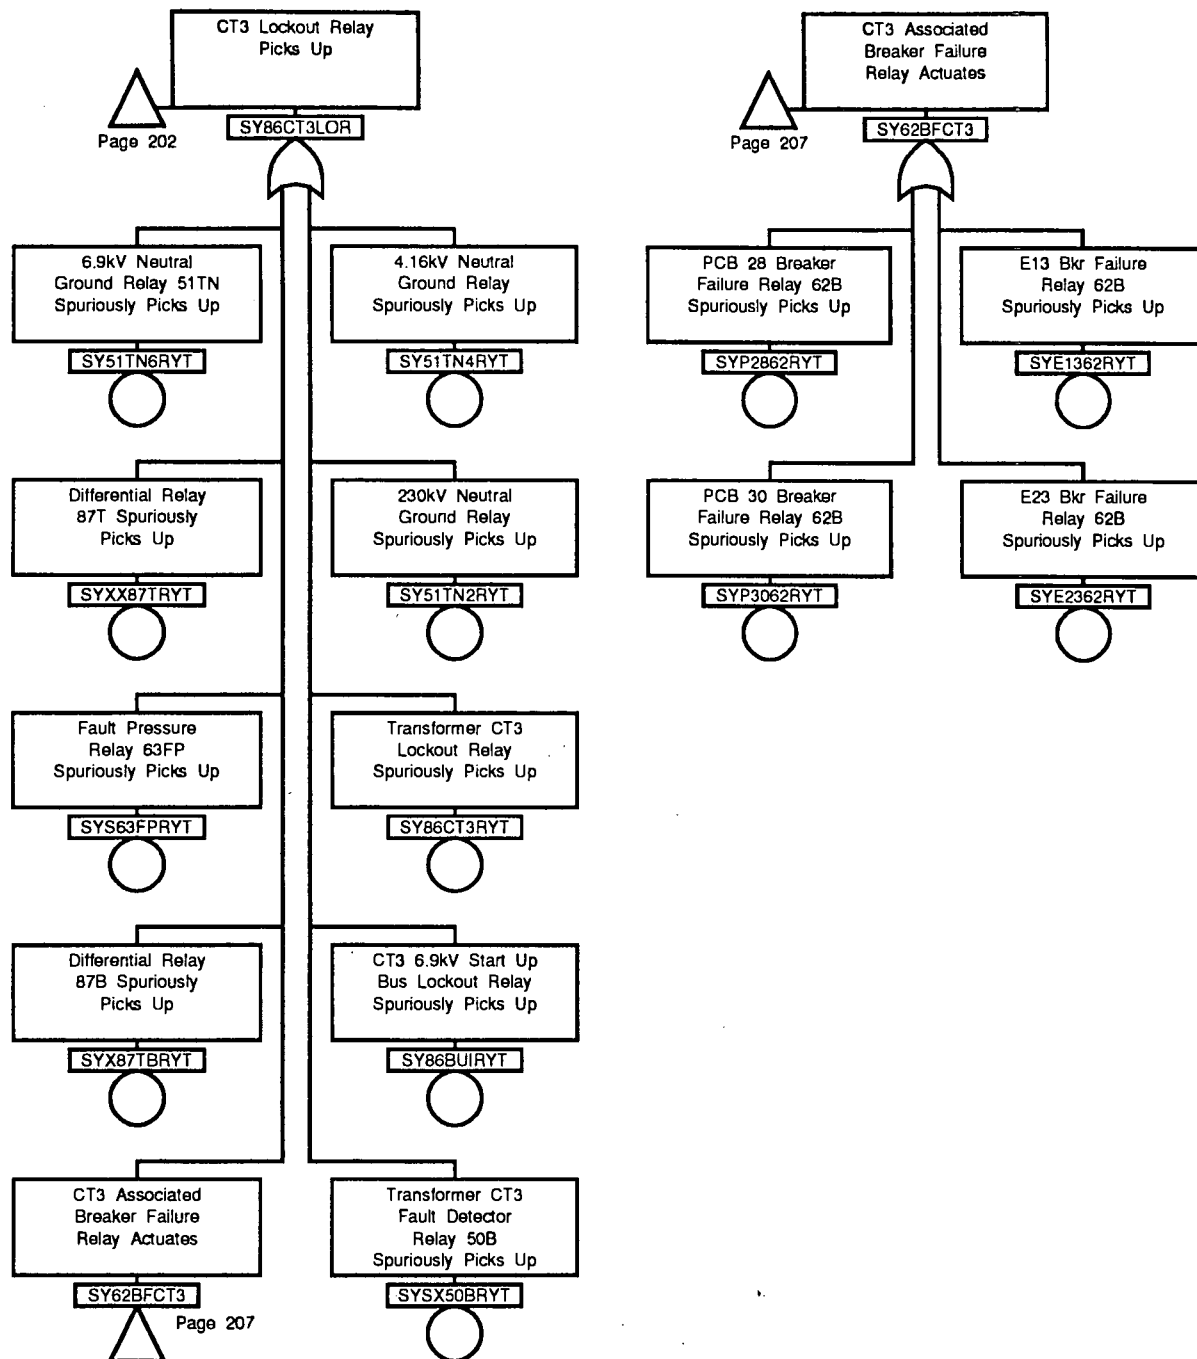 CT3 Lockout Relay
Picks Up
Page 202
SY86CT3LOR
6.9kV Neutral
Ground Relay 51TN
Spuriously Picks Up
SY51TN6RYT
4.16kV Neutral
Ground Relay
Spuriously Picks Up
SY51TN4RYT
Differential Relay
87T Spuriously
Picks Up
SYXX87TRYT
230kV Neutral
Ground Relay
Spuriously Picks Up
SY51TN2RYT
Fault Pressure
Relay 63FP
Spuriously Picks Up
SYS63FPRYT
Transformer CT3
Lockout Relay
Spuriously Picks Up
SY86CT3RYT
Differential Relay
87B Spuriously
Picks Up
SYX87TBRYT
CT3 6.9kV Start Up
Bus Lockout Relay
Spuriously Picks Up
SY86BUIRYT
CT3 Associated
Breaker Failure
Relay Actuates
SY62BFCT3
Page 207
Transformer CT3
Fault Detector
Relay 50B
Spuriously Picks Up
SYSX50BRYT
CT3 Associated
Breaker Failure
Relay Actuates
Page 207
SY62BFCT3
PCB 28 Breaker
Failure Relay 62B
Spuriously Picks Up
SYP2862RYT
E13 Bkr Failure
Relay 62B
Spuriously Picks Up
SYE1362RYT
PCB 30 Breaker
Failure Relay 62B
Spuriously Picks Up
SYP3062RYT
E23 Bkr Failure
Relay 62B
Spuriously Picks Up
SYE2362RYT